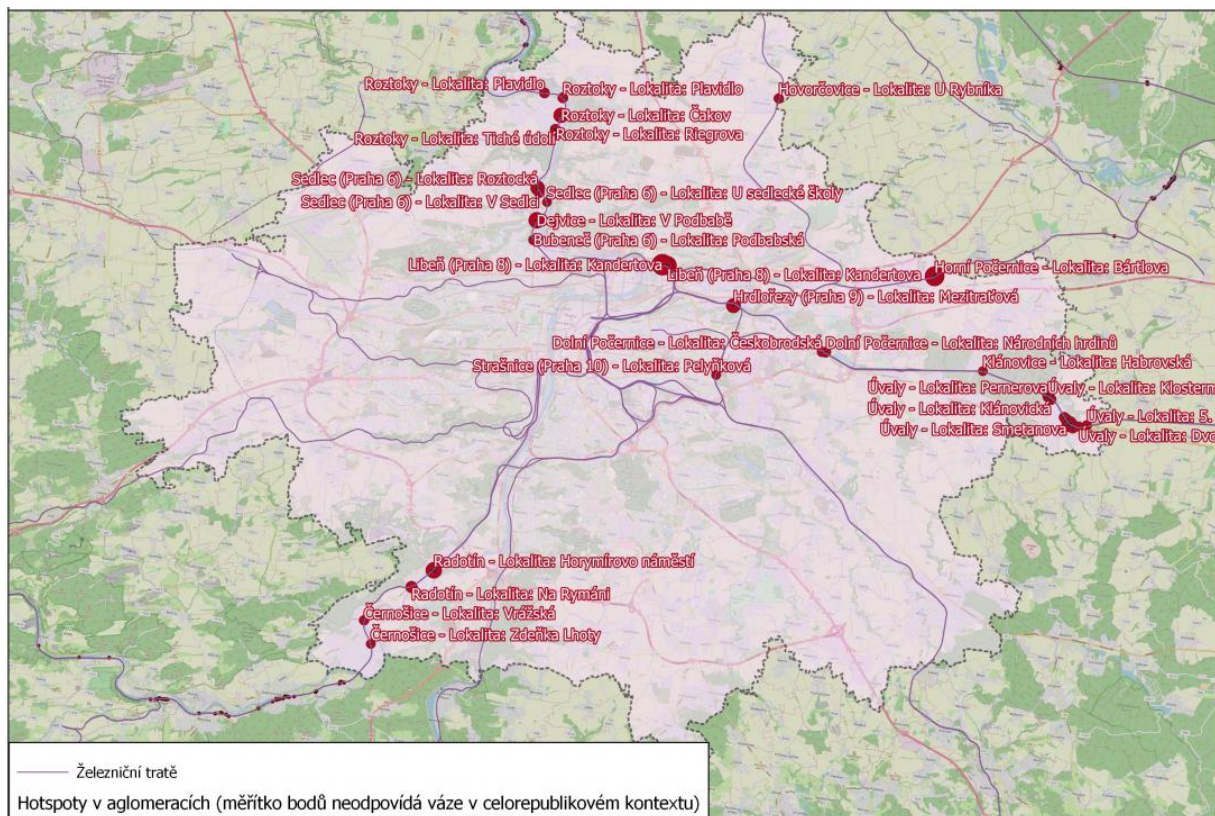 Roztoky - Lokalita: Plavidlo
Roztoky - Lokalita: Plavidlo
Hovorčovice - Lokalita: U Rybníka
Roztoky - Lokalita: Čakov
Roztoky - Lokalita: Riegrova
Roztoky - Lokalita: Tiché údolí
Sedlec (Praha 6) - Lokalita: Roztocká
Sedlec (Praha 6) - Lokalita: U sedlecké školy
Sedlec (Praha 6) - Lokalita: V Sedlci
Dejvice - Lokalita: V Podbabě
Bubeneč (Praha 6) - Lokalita: Podbabská
Libeň (Praha 8) - Lokalita: Kandertova
Libeň (Praha 8) - Lokalita: Kandertova
Horní Počernice - Lokalita: Bártlova
Hrdlořezy (Praha 9) - Lokalita: Mezitraťová
Dolní Počernice - Lokalita: Českobrodská
Dolní Počernice - Lokalita: Národních hrdinů
Strašnice (Praha 10) - Lokalita: Pelyňková
Klánovice - Lokalita: Habrovská
Úvaly - Lokalita: Pernerova
Úvaly - Lokalita: Klosterm
Úvaly - Lokalita: Klánovická
Úvaly - Lokalita: 5.
Úvaly - Lokalita: Smetanova
Úvaly - Lokalita: Dvo
Radotín - Lokalita: Horymírovo náměstí
Radotín - Lokalita: Na Rymáni
Černošice - Lokalita: Vrážská
Černošice - Lokalita: Zdeňka Lhoty
Železniční tratě
Hotspoty v aglomeracích (měřítko bodů neodpovídá váze v celorepublikovém kontextu)